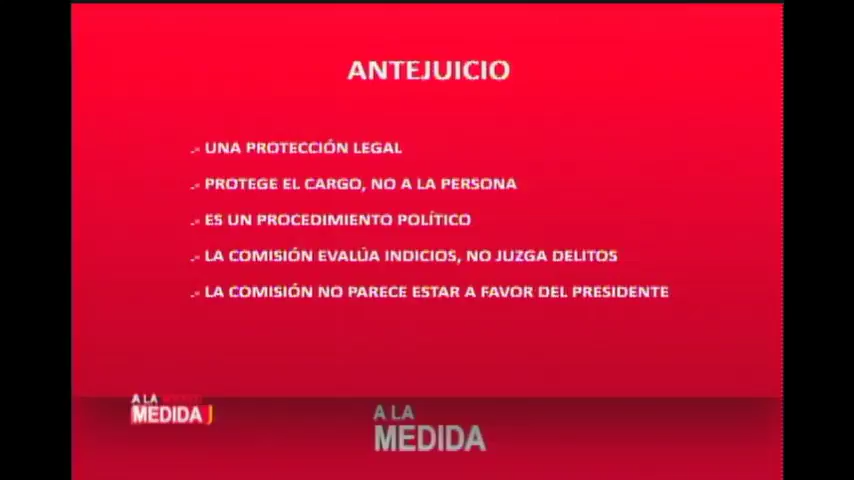 ANTEJUICIO
.- UNA PROTECCIÓN LEGAL
.- PROTEGE EL CARGO, NO A LA PERSONA
.- ES UN PROCEDIMIENTO POLÍTICO
.- LA COMISIÓN EVALÚA INDICIOS, NO JUZGA DELITOS
.- LA COMISIÓN NO PARECE ESTAR A FAVOR DEL PRESIDENTE
A LA
MEDIDA
A LA
MEDIDA